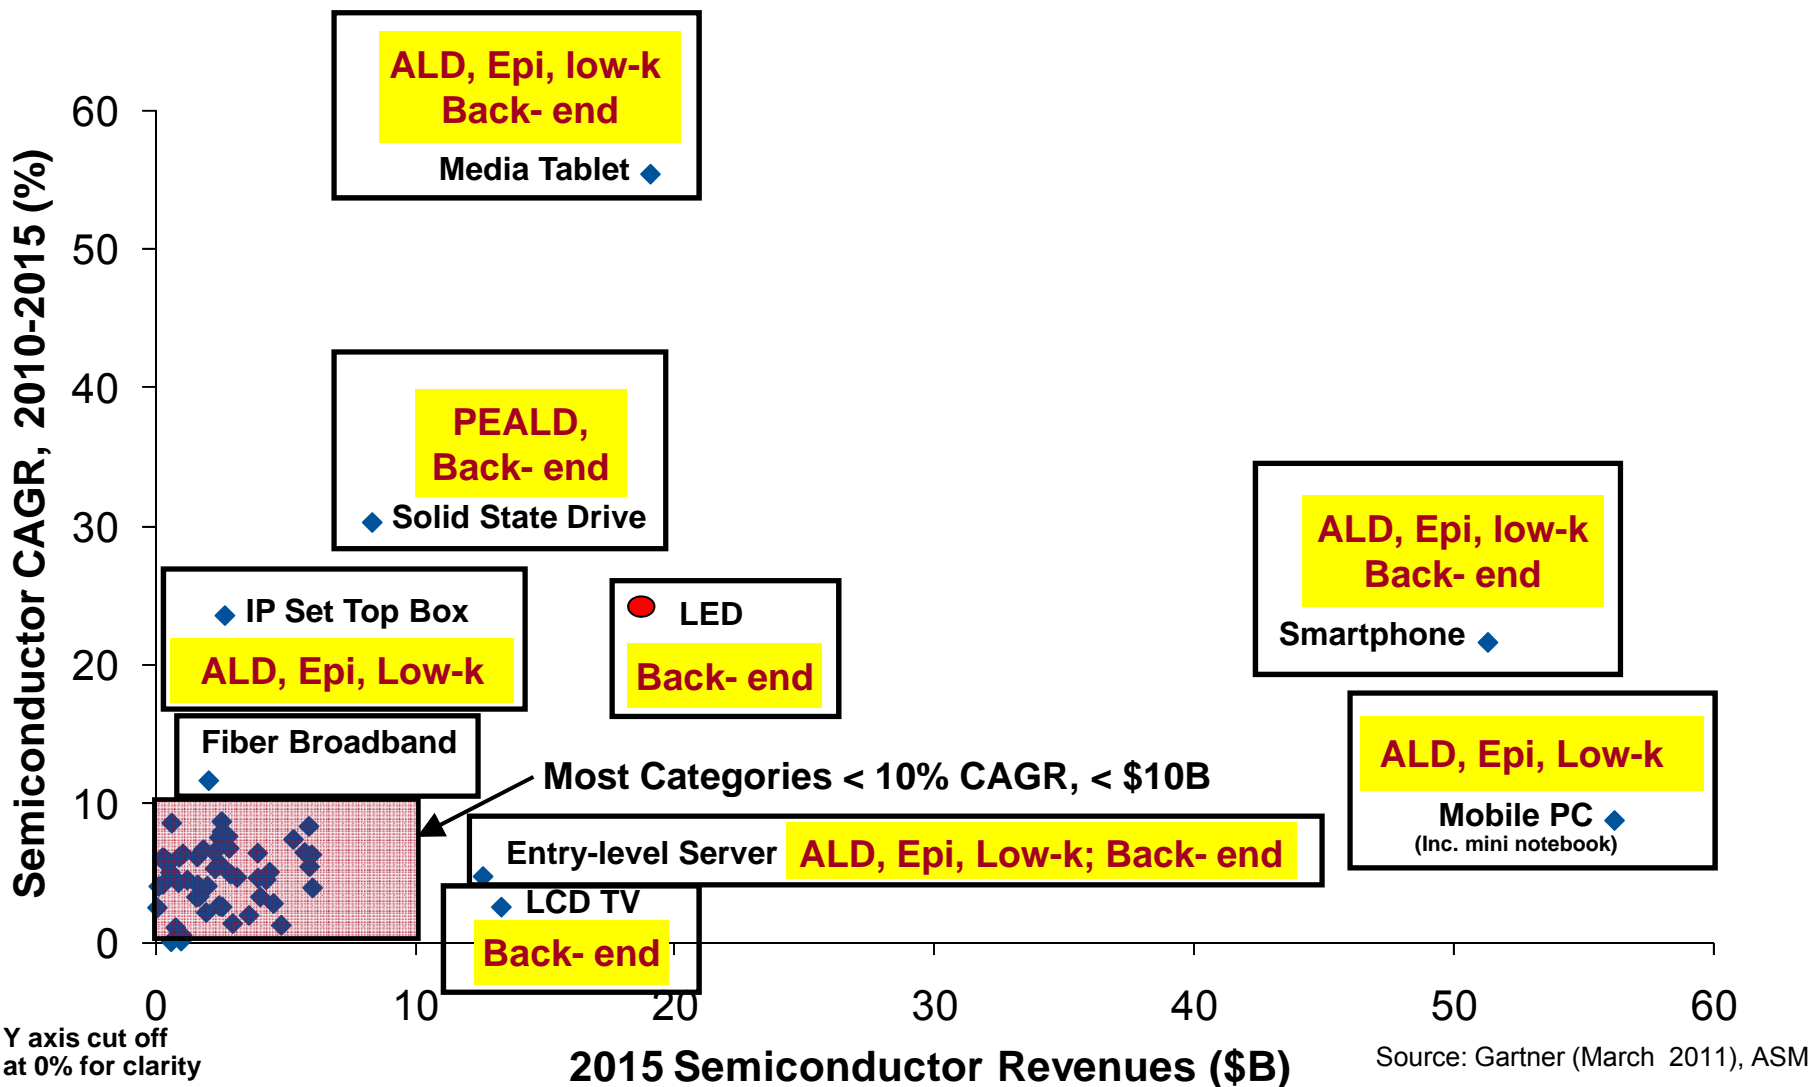 ALD, Epi, low-k
Back- end
Media Tablet
PEALD,
Back- end
Solid State Drive
IP Set Top Box
ALD, Epi, Low-k
LED
Back- end
ALD, Epi, low-k
Back- end
Smartphone
Fiber Broadband
Most Categories < 10% CAGR, < $10B
ALD, Epi, Low-k
Mobile PC
(Inc. mini notebook)
Entry-level Server
ALD, Epi, Low-k; Back- end
LCD TV
Back- end
Semiconductor CAGR, 2010-2015 (%)
60
50
40
30
20
10
0
0
10
20
30
40
50
60
2015 Semiconductor Revenues ($B)
Y axis cut off
at 0% for clarity
Source: Gartner (March 2011), ASM